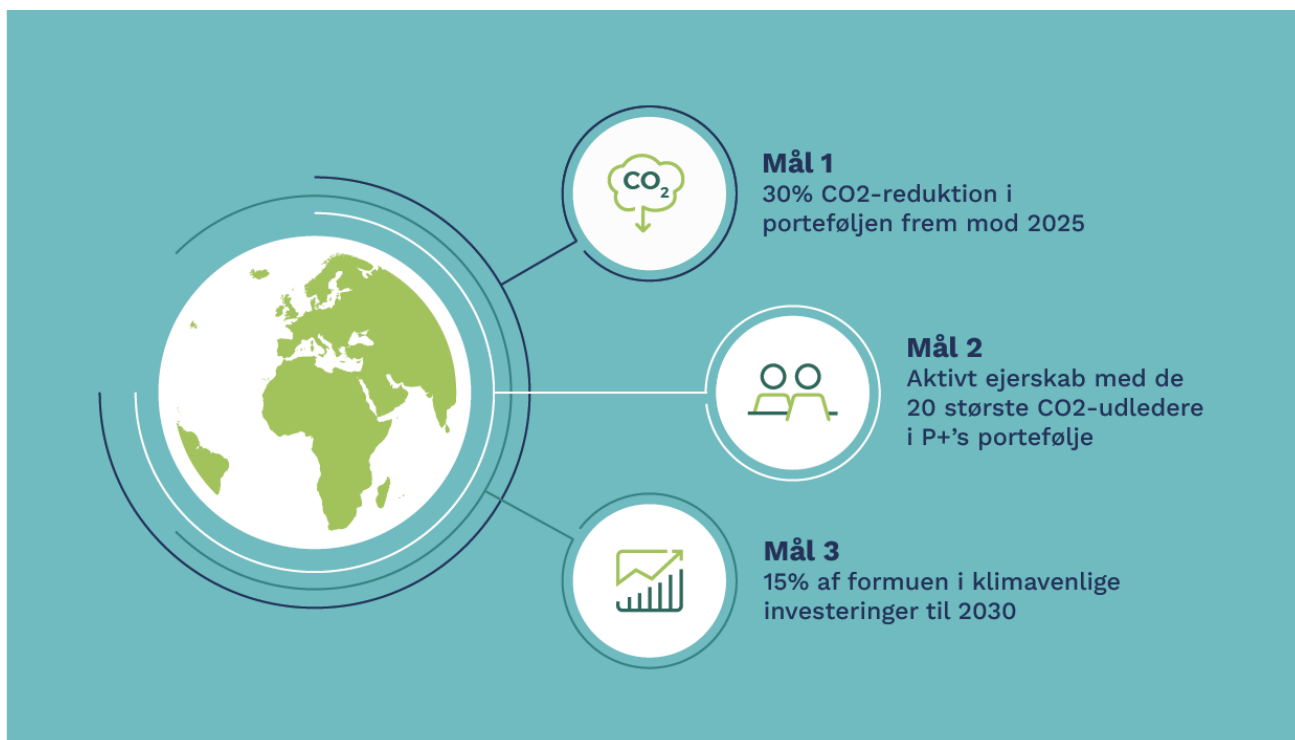 CO2
Mål 1
30% CO2-reduktion i
porteføljen frem mod 2025
Mål 2
Aktivt ejerskab med de
20 største CO2-udledere
i P+’s portefølje
Mål 3
15% af formuen i klimavenlige
investeringer til 2030